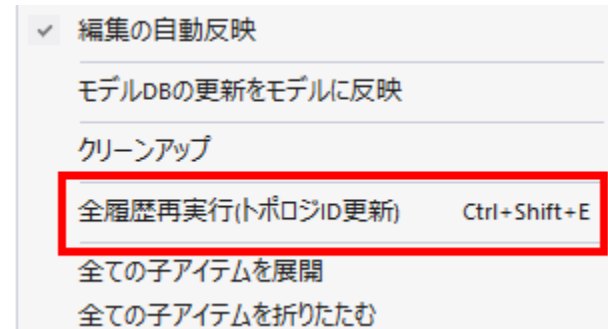 編集の自動反映
モデルDBの更新をモデルに反映
クリーンアップ
全履歴再実行(トポロジID更新) Ctrl+Shift+E
全ての子アイテムを展開
全ての子アイテムを折りたたむ